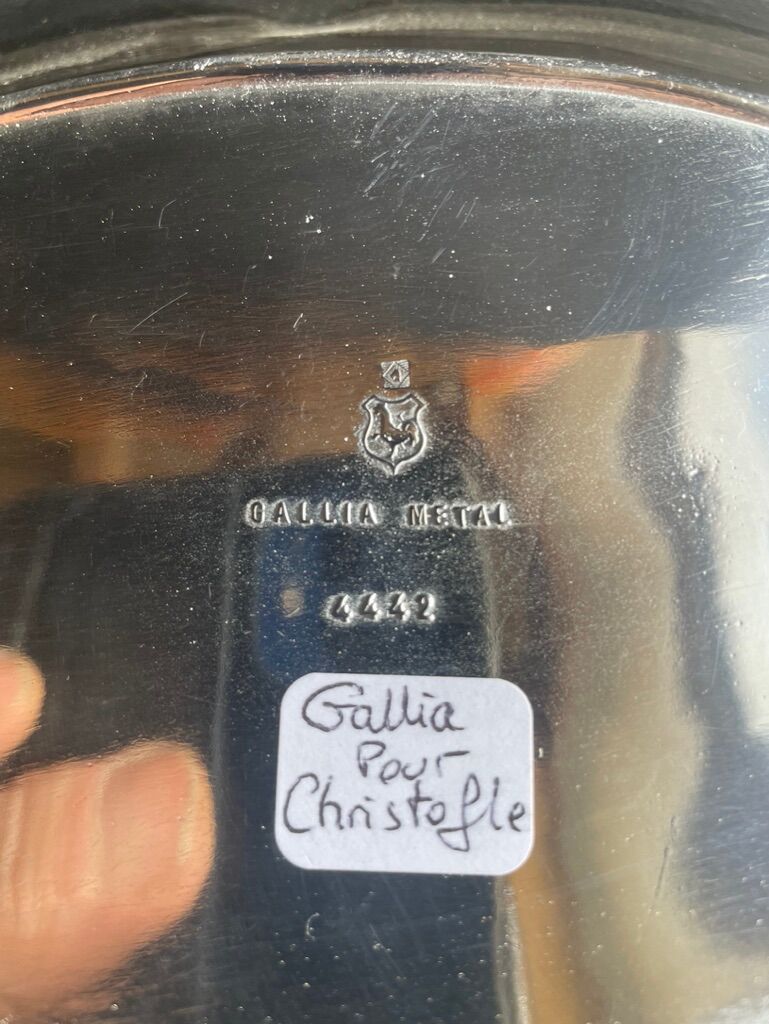 GALLIA METAL
4442
Gallia
Pour
Christofle